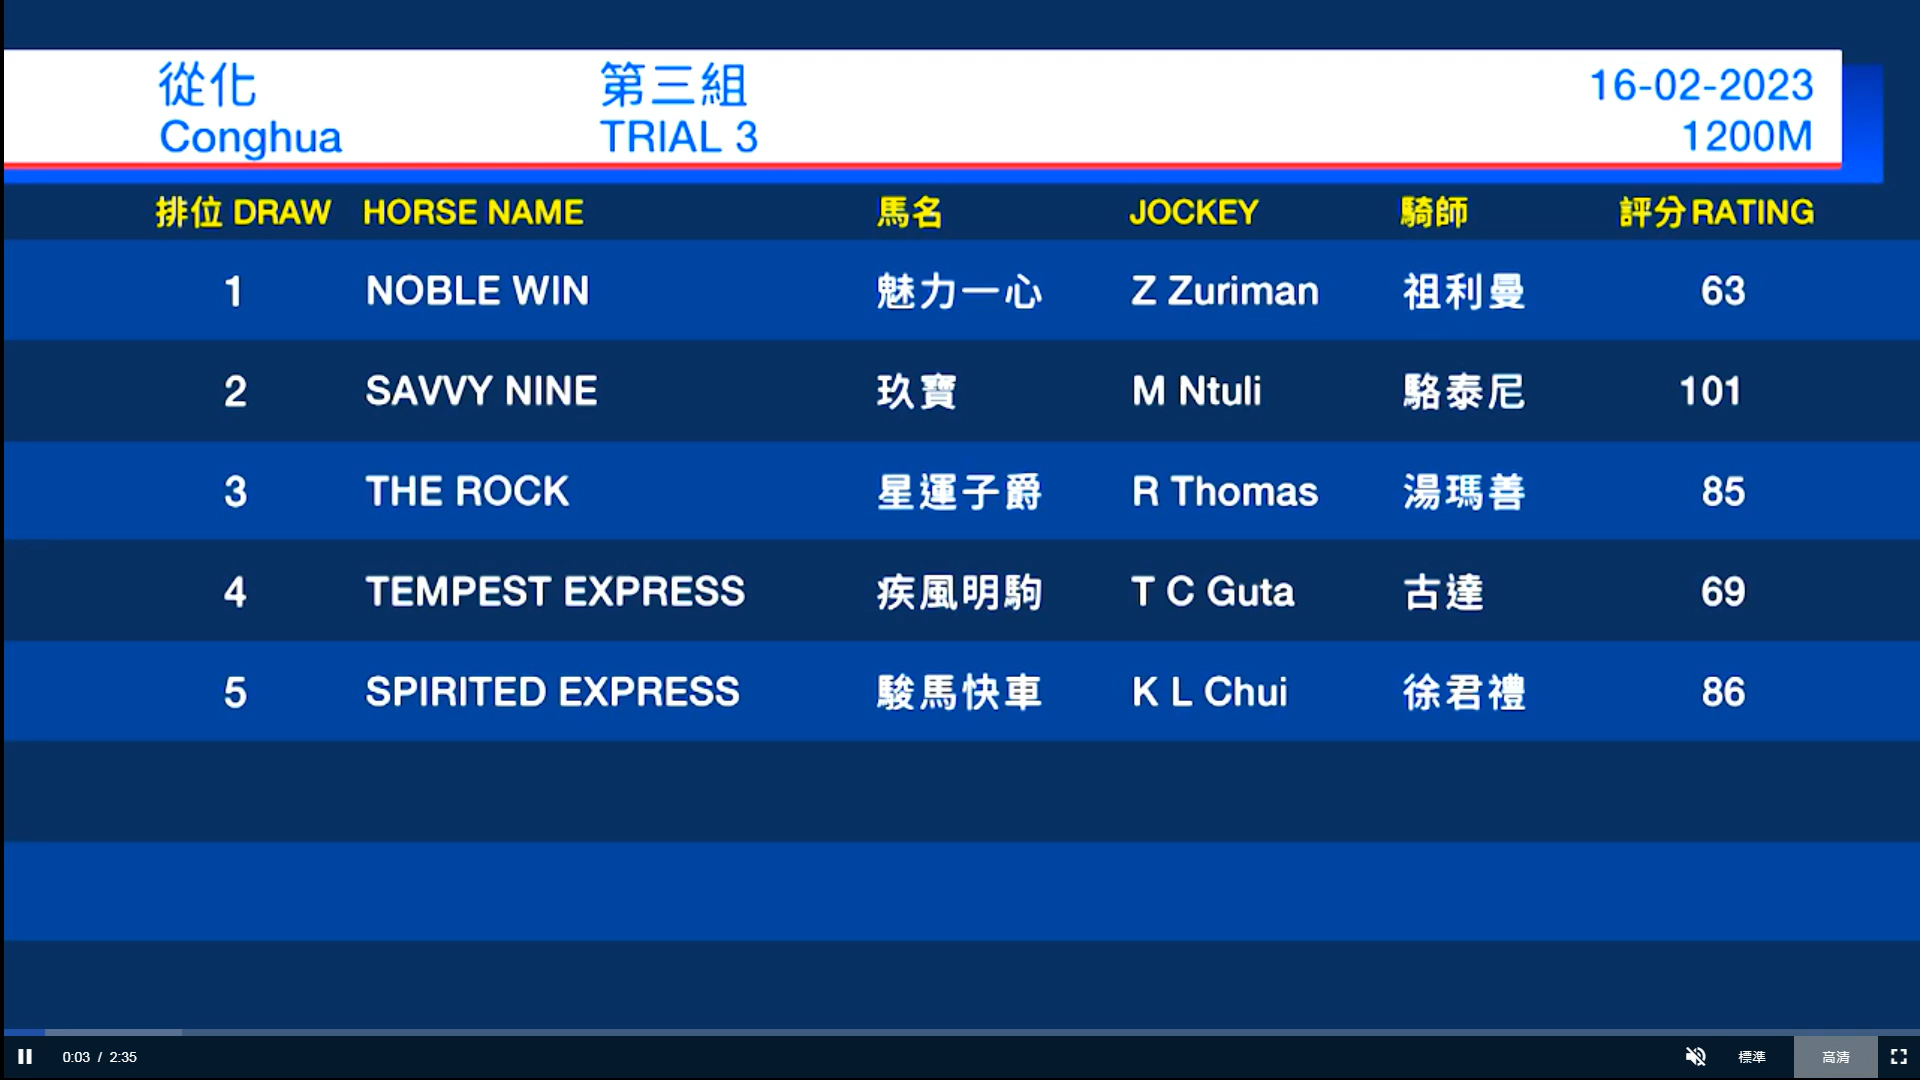 從化 第三組 16-02-2023
Conghua TRIAL 3 1200M
排位 DRAW HORSE NAME 馬名 JOCKEY 騎師 評分 RATING
1 NOBLE WIN 魅力一心 Z Zuriman 祖利曼 63
2 SAVVY NINE 玖寶 M Ntuli 駱泰尼 101
3 THE ROCK 星運子爵 R Thomas 湯瑪善 85
4 TEMPEST EXPRESS 疾風明駒 T C Guta 古達 69
5 SPIRITED EXPRESS 駿馬快車 K L Chui 徐君禮 86
0:03 / 2:35 標準 高清